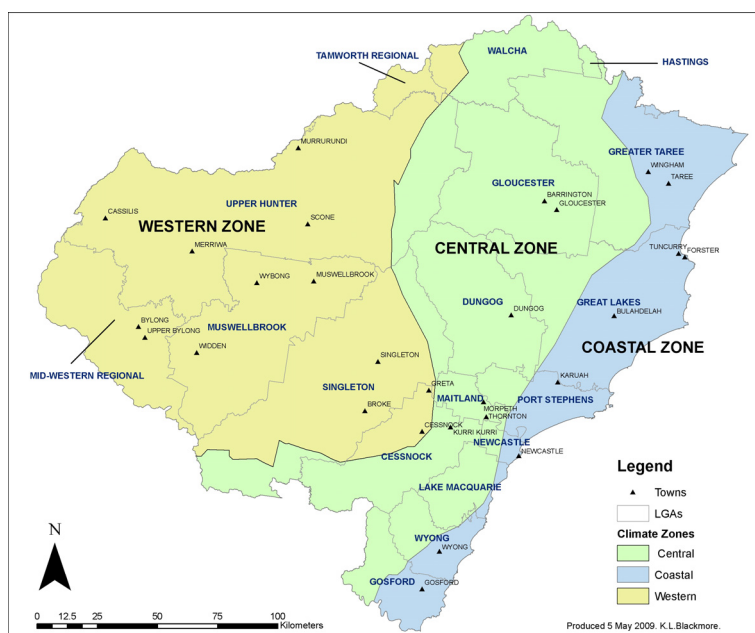 WALCHA
TAMWORTH REGIONAL
HASTINGS
MURRURUNDI
GREATER TAREE
WINGHAM
TAREE
GLOUCESTER
BARRINGTON
GLOUCESTER
UPPER HUNTER
CASSILIS
WESTERN ZONE
SCONE
CENTRAL ZONE
MERRIWA
TUNCURRY
FORSTER
WYBONG
MUSWELLBROOK
DUNGOG
DUNGOG
GREAT LAKES
BULAHDELAH
BYLONG
UPPER BYLONG
MUSWELLBROOK
WIDDEN
COASTAL ZONE
SINGLETON
MID-WESTERN REGIONAL
SINGLETON
KARUAH
GRETA
MAITLAND
PORT STEPHENS
BROKE
MORPETH
THORNTON
CESSNOCK
KURRI KURRI
NEWCASTLE
CESSNOCK
NEWCASTLE
LAKE MACQUARIE
WYONG
WYONG
GOSFORD
GOSFORD
Legend
Towns
LGAs
Climate Zones
Central
Coastal
Western
N
0 12.5 25 50 75 100
Kilometers
Produced 5 May 2009. K.L.Blackmore.